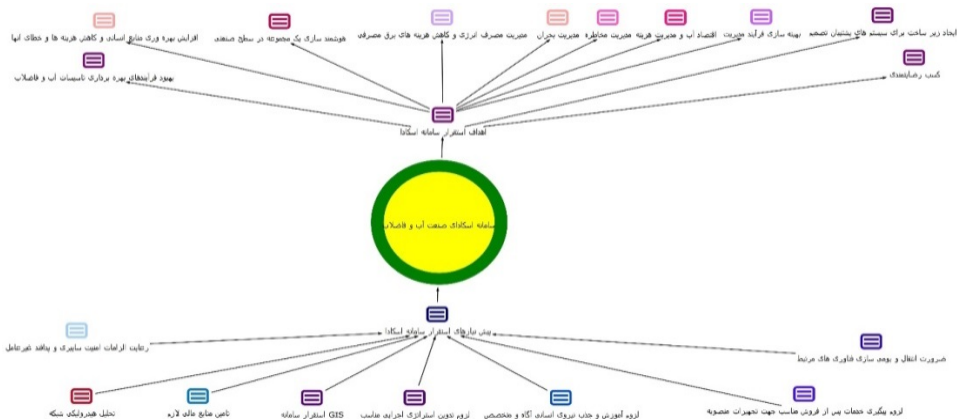 افزایش بهره وری منابع انسانی و کاهش هزینه ها و خطای آنها
هوشمند سازی یک مجموعه در سطح صنعتی
مدیریت مصرف انرژی و کاهش هزینه های برق مصرفی
مدیریت بحران
مدیریت مخاطره
اقتصاد آب و مدیریت هزینه
بهینه سازی فرآیند مدیریت
ایجاد زیر ساخت برای سیستم های پشتیبان تصمیم
بهبود فرآیندهای بهره برداری تاسیسات آب و فاضلاب
کسب رضایتمندی
اهداف استقرار سامانه اسکادا
سامانه اسکادای صنعت آب و فاضلاب
پیش نیازهای استقرار سامانه اسکادا
رعایت الزامات امنیت سایبری و پدافند غیرعامل
ضرورت انتقال و بومی سازی فناوری های مرتبط
تحلیل هیدرولیکی شبکه
تامین منابع مالی لازم
استقرار سامانه GIS
لزوم تدوین استراتژی اجرایی مناسب
لزوم آموزش و جذب نیروی انسانی آگاه و متخصص
لزوم پیگیری خدمات پس از فروش مناسب جهت تجهیزات منصوبه